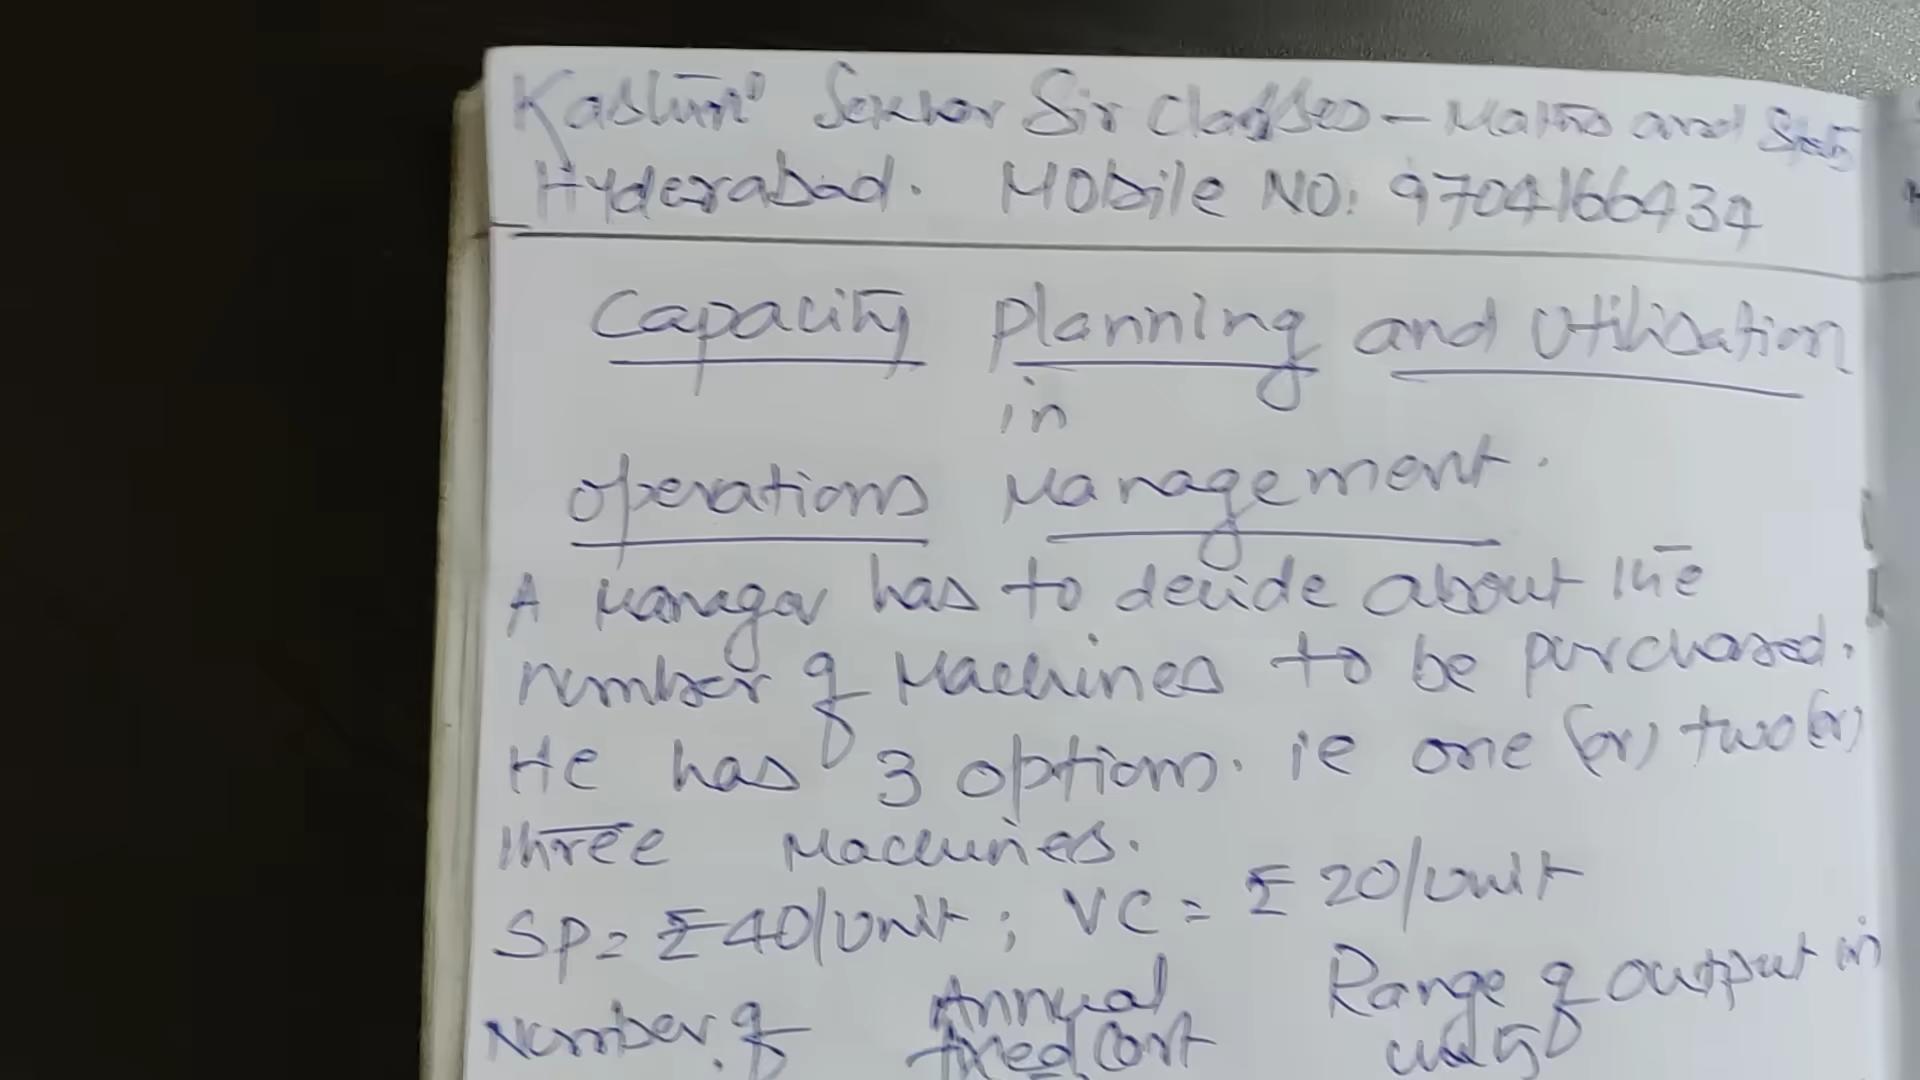 Kashim Sekhar Sir Classes - Maths and Stats
Hyderabad. Mobile NO: 9704166434
Capacity planning and Utilisation
in
operations Management.
A Manager has to decide about the
number of Machines to be purchased.
He has 3 options. ie one (or) two (or)
three Machines.
SP = ₹40/Unit ; VC = ₹20/Unit
Number of Annual Range of output in
fixed Cost units